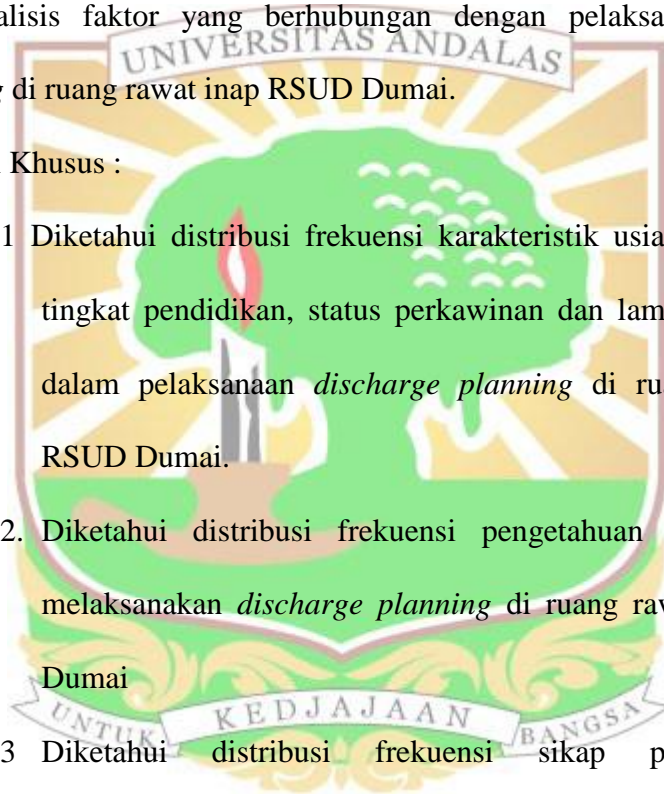 alisis faktor yang berhubungan dengan pelaksa
UNIVERSITAS ANDALAS
di ruang rawat inap RSUD Dumai.
Khusus :
1 Diketahui distribusi frekuensi karakteristik usia
tingkat pendidikan, status perkawinan dan lam
dalam pelaksanaan discharge planning di ru
RSUD Dumai.
2. Diketahui distribusi frekuensi pengetahuan
melaksanakan discharge planning di ruang rav
Dumai
UNTUK KEDJAJAAN BANGSA
3 Diketahui distribusi frekuensi sikap p